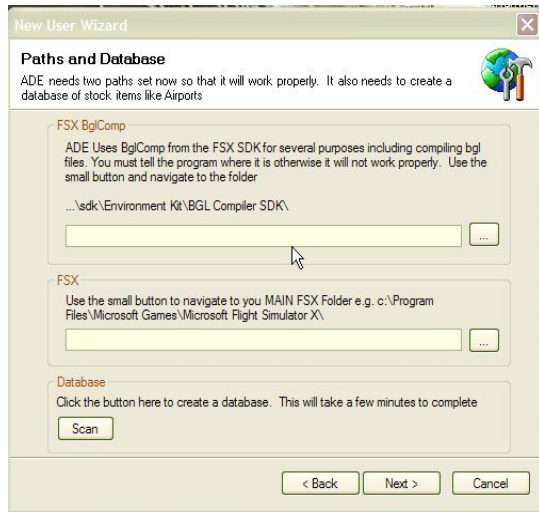 New User Wizard
Paths and Database
ADE needs two paths set now so that it will work properly. It also needs to create a
database of stock items like Airports
FSX BglComp
ADE Uses BglComp from the FSX SDK for several purposes including compiling bgl
files. You must tell the program where it is otherwise it will not work properly. Use the
small button and navigate to the folder
...\sdk\Environment Kit\BGL Compiler SDK\
...
FSX
Use the small button to navigate to you MAIN FSX Folder e.g. c:\Program
Files\Microsoft Games\Microsoft Flight Simulator X\
...
Database
Click the button here to create a database. This will take a few minutes to complete
Scan
< Back Next > Cancel